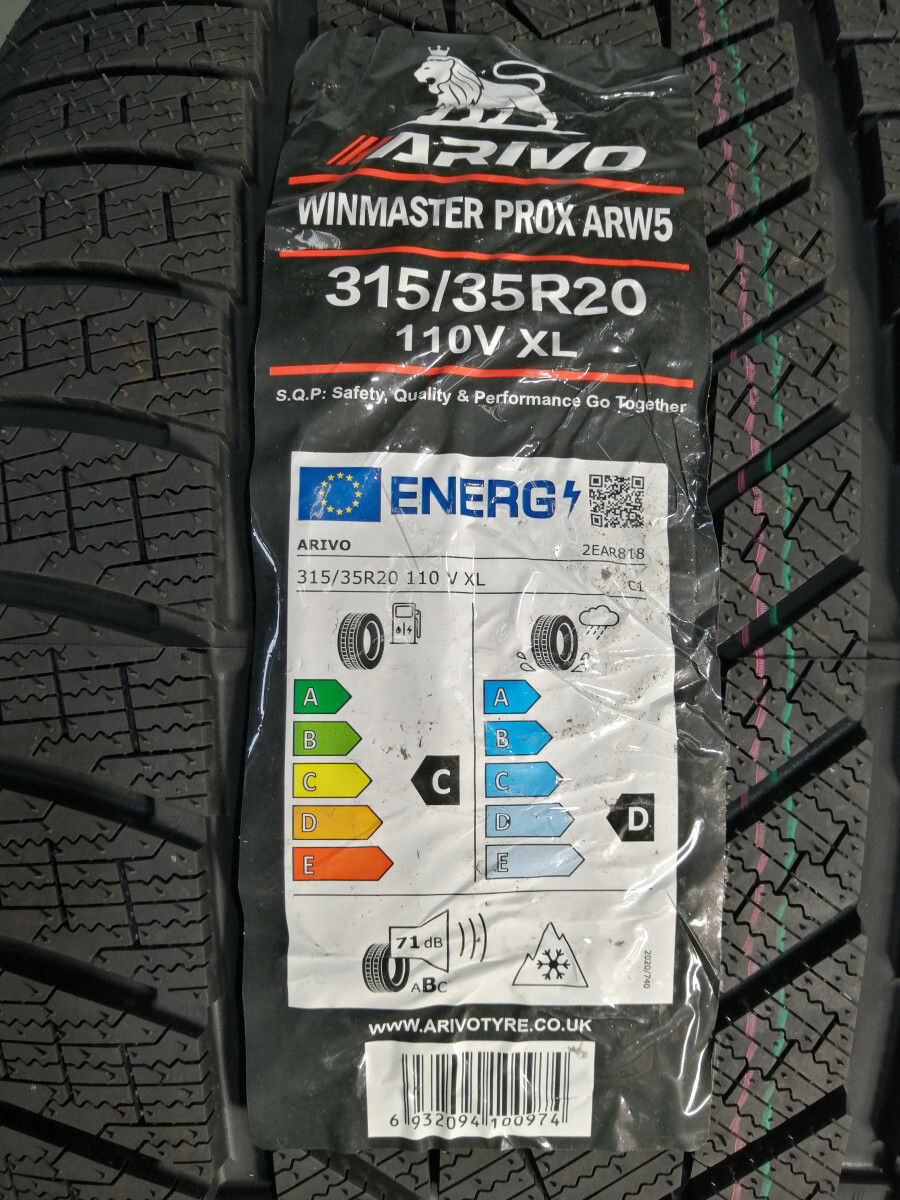 ARIVO
WINMASTER PROX ARW5
315/35R20
110V XL
S.Q.P: Safety, Quality & Performance Go Together
ENERG
ARIVO 2EAR818
315/35R20 110 V XL C1
A A
B B
C C C
D D D
E E
71 dB
ABC
2020/740
WWW.ARIVOTYRE.CO.UK
6 932094 100974